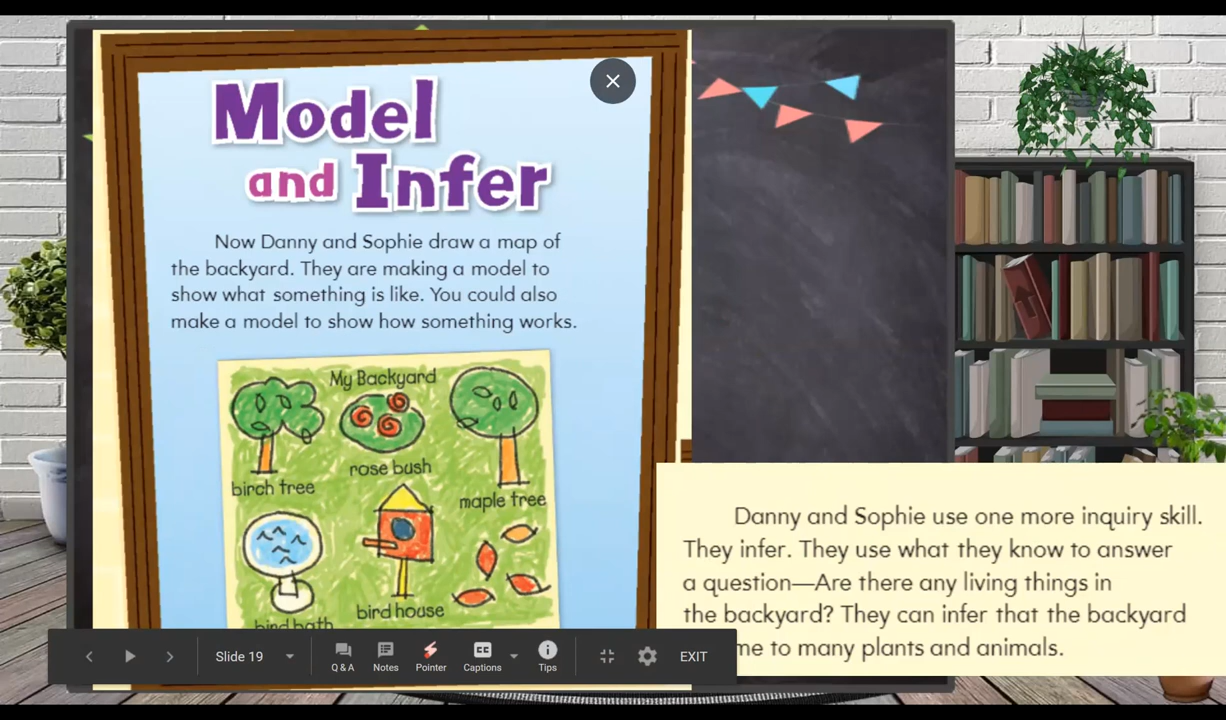 Model
and Infer
Now Danny and Sophie draw a map of
the backyard. They are making a model to
show what something is like. You could also
make a model to show how something works.
My Backyard
rose bush
birch tree
maple tree
bird house
bird bath
Danny and Sophie use one more inquiry skill.
They infer. They use what they know to answer
a question—Are there any living things in
the backyard? They can infer that the backyard
to many plants and animals.
Slide 19
Q & A
Notes
Pointer
CC
Captions
Tips
EXIT